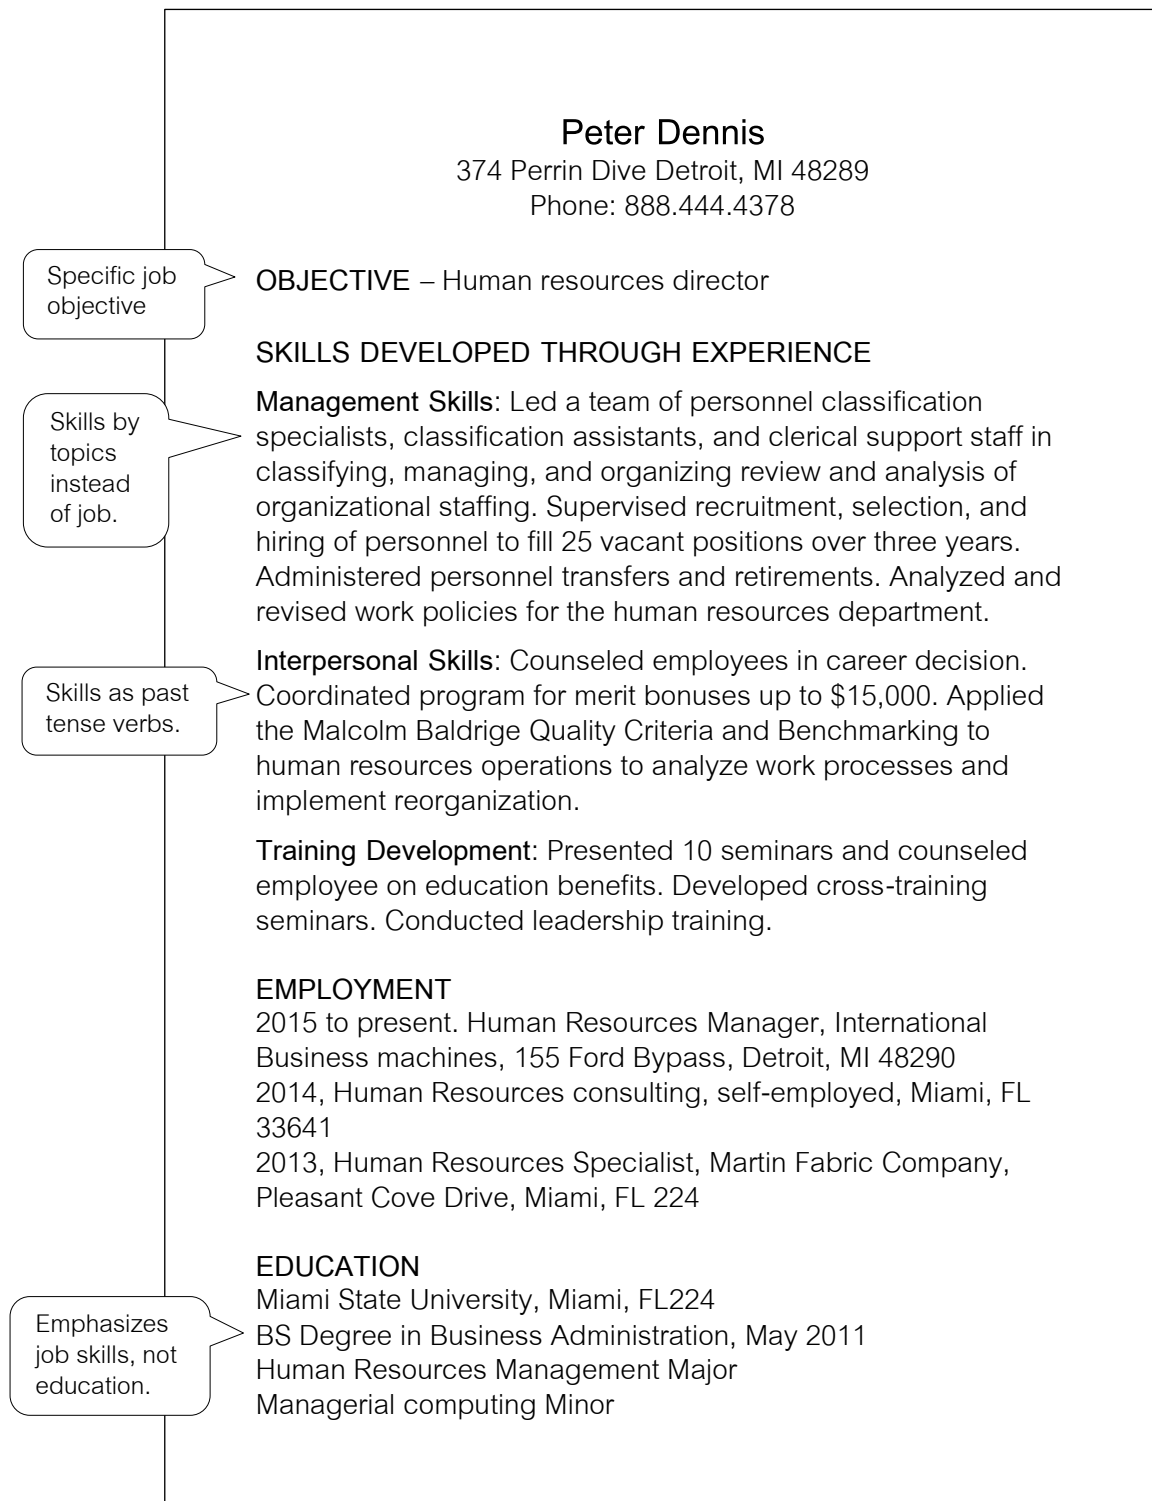 Peter Dennis
374 Perrin Dive Detroit, MI 48289
Phone: 888.444.4378
Specific job
objective
OBJECTIVE – Human resources director
SKILLS DEVELOPED THROUGH EXPERIENCE
Skills by
topics
instead
of job.
Management Skills: Led a team of personnel classification
specialists, classification assistants, and clerical support staff in
classifying, managing, and organizing review and analysis of
organizational staffing. Supervised recruitment, selection, and
hiring of personnel to fill 25 vacant positions over three years.
Administered personnel transfers and retirements. Analyzed and
revised work policies for the human resources department.
Skills as past
tense verbs.
Interpersonal Skills: Counseled employees in career decision.
Coordinated program for merit bonuses up to $15,000. Applied
the Malcolm Baldrige Quality Criteria and Benchmarking to
human resources operations to analyze work processes and
implement reorganization.
Training Development: Presented 10 seminars and counseled
employee on education benefits. Developed cross-training
seminars. Conducted leadership training.
EMPLOYMENT
2015 to present. Human Resources Manager, International
Business machines, 155 Ford Bypass, Detroit, MI 48290
2014, Human Resources consulting, self-employed, Miami, FL
33641
2013, Human Resources Specialist, Martin Fabric Company,
Pleasant Cove Drive, Miami, FL 224
EDUCATION
Miami State University, Miami, FL224
Emphasizes
job skills, not
education.
BS Degree in Business Administration, May 2011
Human Resources Management Major
Managerial computing Minor